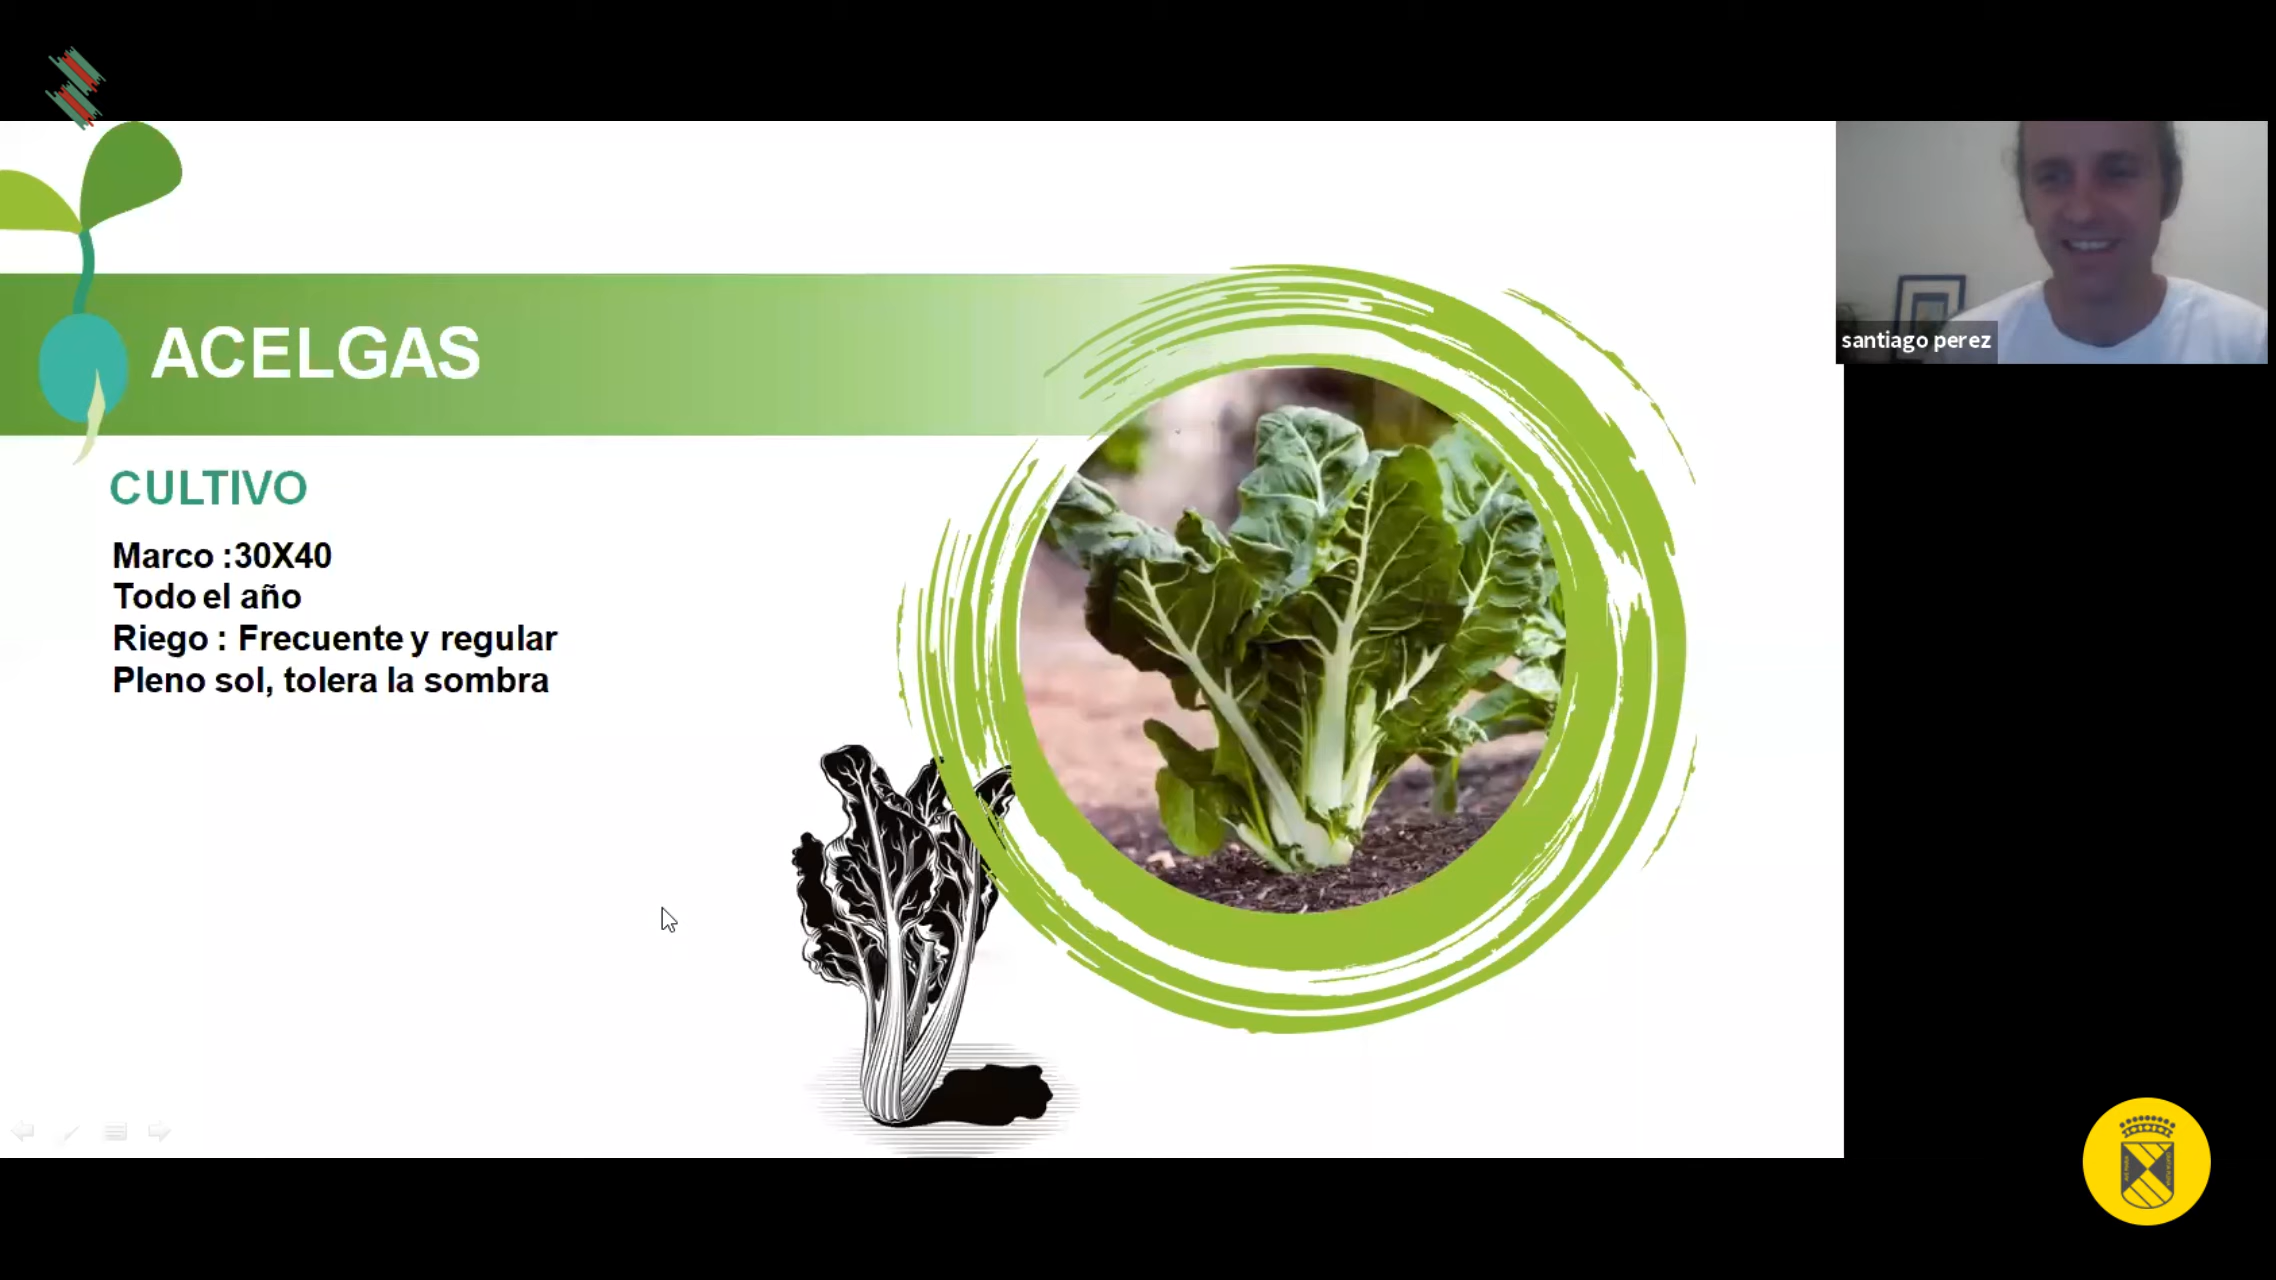 ACELGAS
CULTIVO
Marco :30X40
Todo el año
Riego : Frecuente y regular
Pleno sol, tolera la sombra
santiago perez